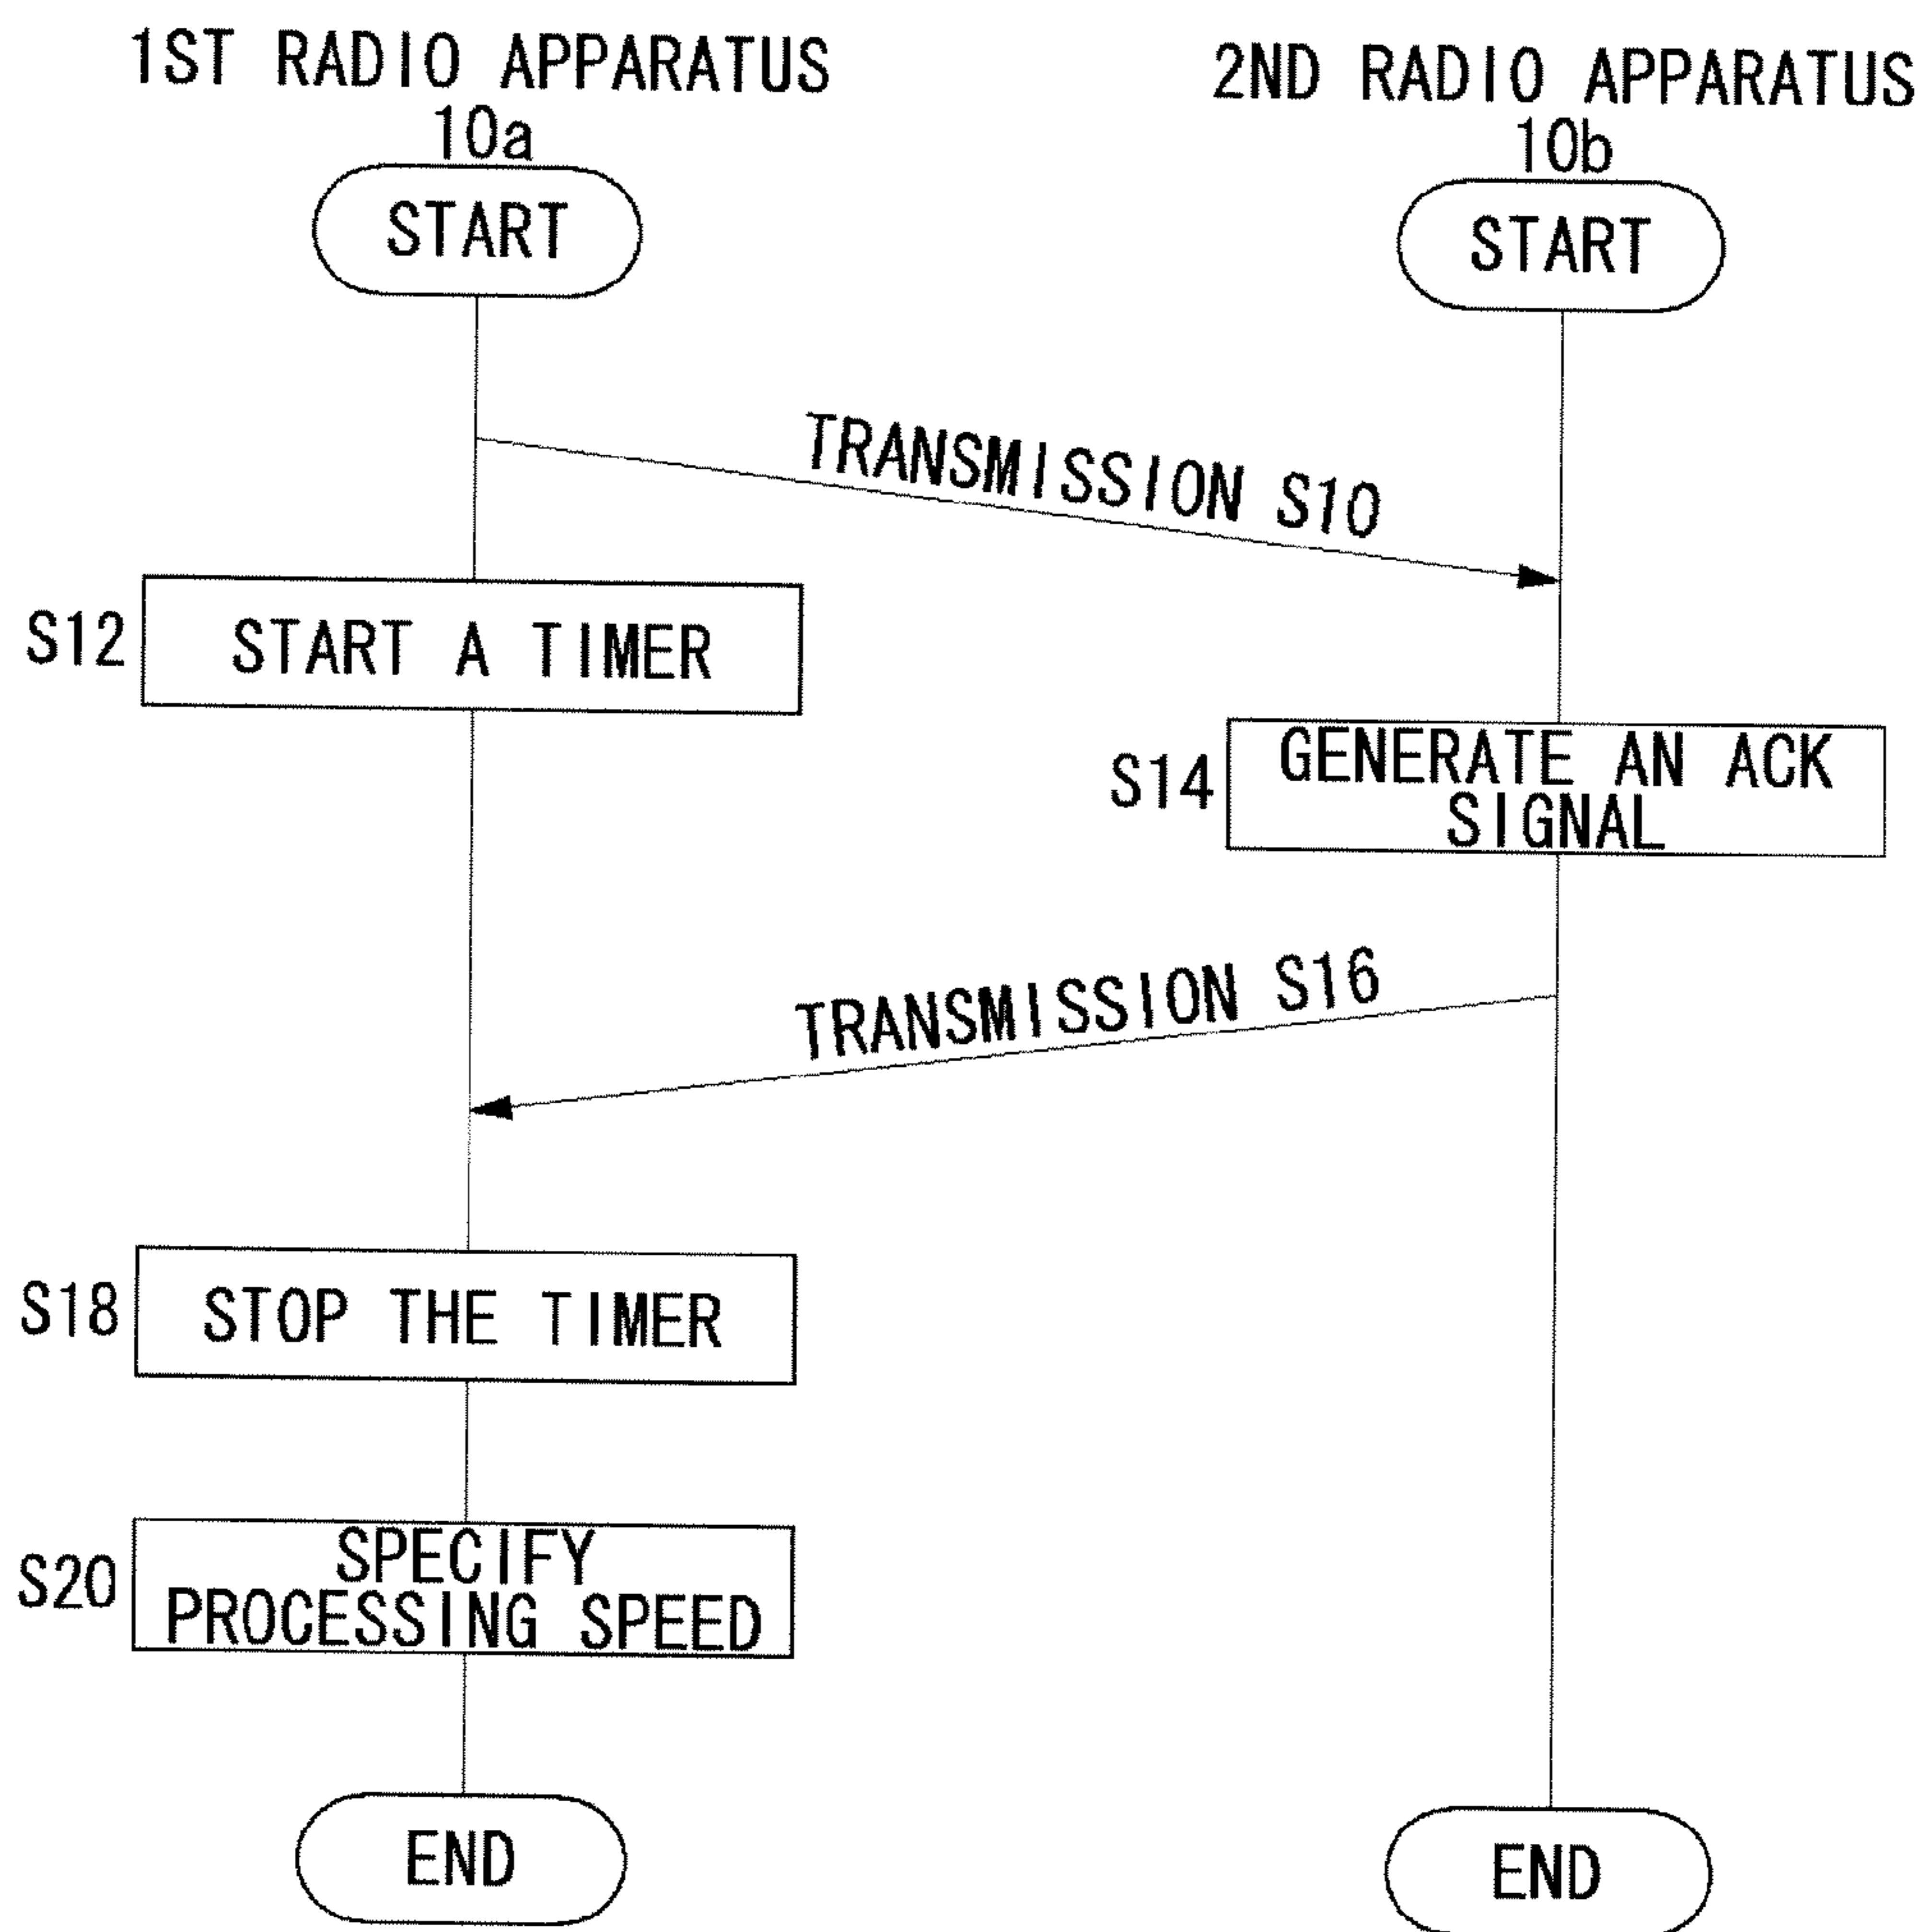 1ST RADIO APPARATUS
10a
2ND RADIO APPARATUS
10b
START
START
TRANSMISSION S10
S12
START A TIMER
S14
GENERATE AN ACK
SIGNAL
TRANSMISSION S16
S18
STOP THE TIMER
S20
SPECIFY
PROCESSING SPEED
END
END